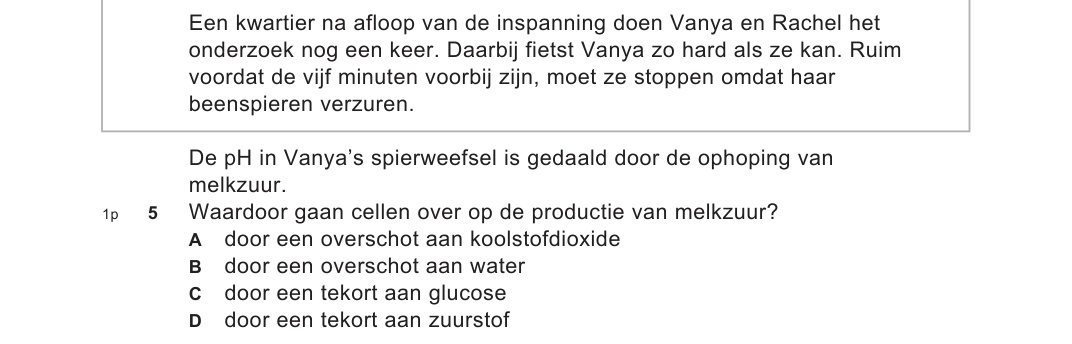 Een kwartier na afloop van de inspanning doen Vanya en Rachel het
onderzoek nog een keer. Daarbij fietst Vanya zo hard als ze kan. Ruim
voordat de vijf minuten voorbij zijn, moet ze stoppen omdat haar
beenspieren verzuren.
De pH in Vanya’s spierweefsel is gedaald door de ophoping van
melkzuur.
1p 5 Waardoor gaan cellen over op de productie van melkzuur?
A door een overschot aan koolstofdioxide
B door een overschot aan water
C door een tekort aan glucose
D door een tekort aan zuurstof